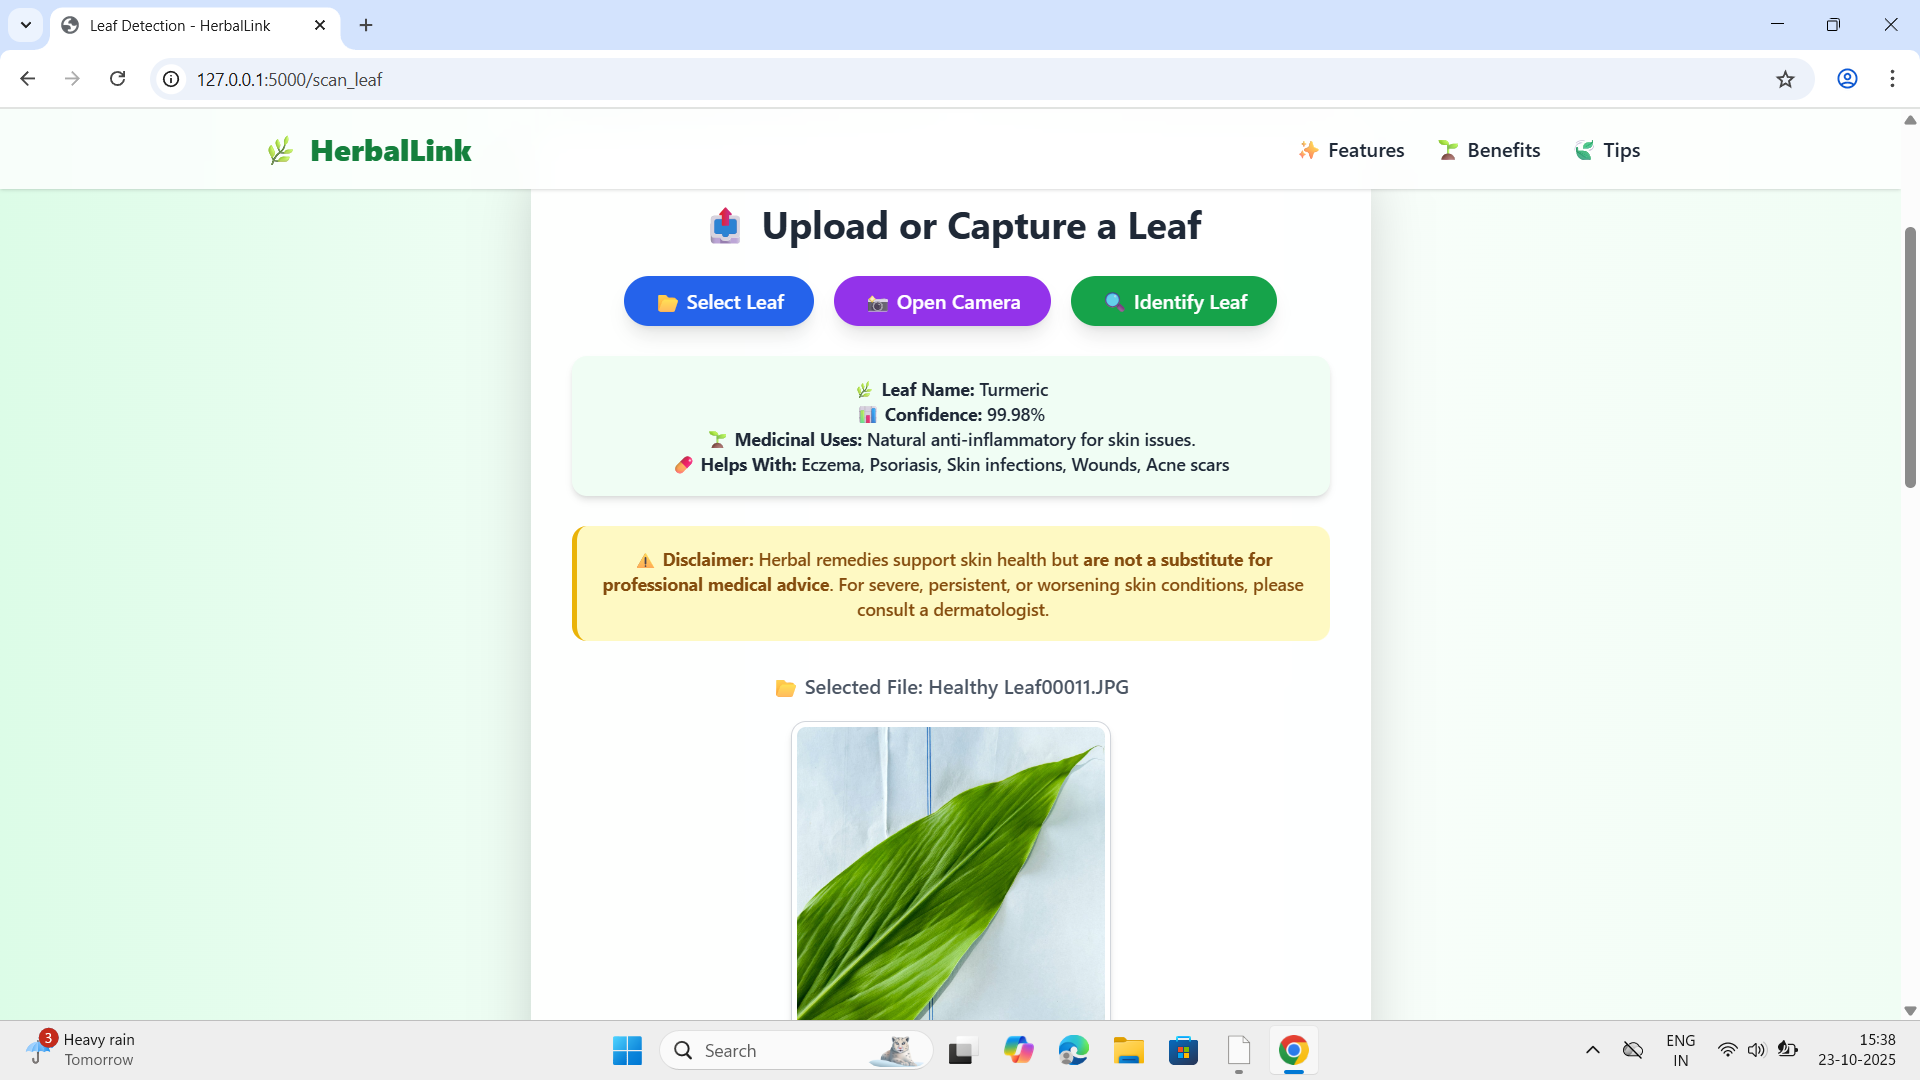 Leaf Detection - HerbalLink
127.0.0.1:5000/scan_leaf
HerbalLink
Features
Benefits
Tips
Upload or Capture a Leaf
Select Leaf
Open Camera
Identify Leaf
Leaf Name: Turmeric
Confidence: 99.98%
Medicinal Uses: Natural anti-inflammatory for skin issues.
Helps With: Eczema, Psoriasis, Skin infections, Wounds, Acne scars
Disclaimer: Herbal remedies support skin health but are not a substitute for
professional medical advice. For severe, persistent, or worsening skin conditions, please
consult a dermatologist.
Selected File: Healthy Leaf00011.JPG
3
Heavy rain
Tomorrow
Search
ENG
IN
15:38
23-10-2025